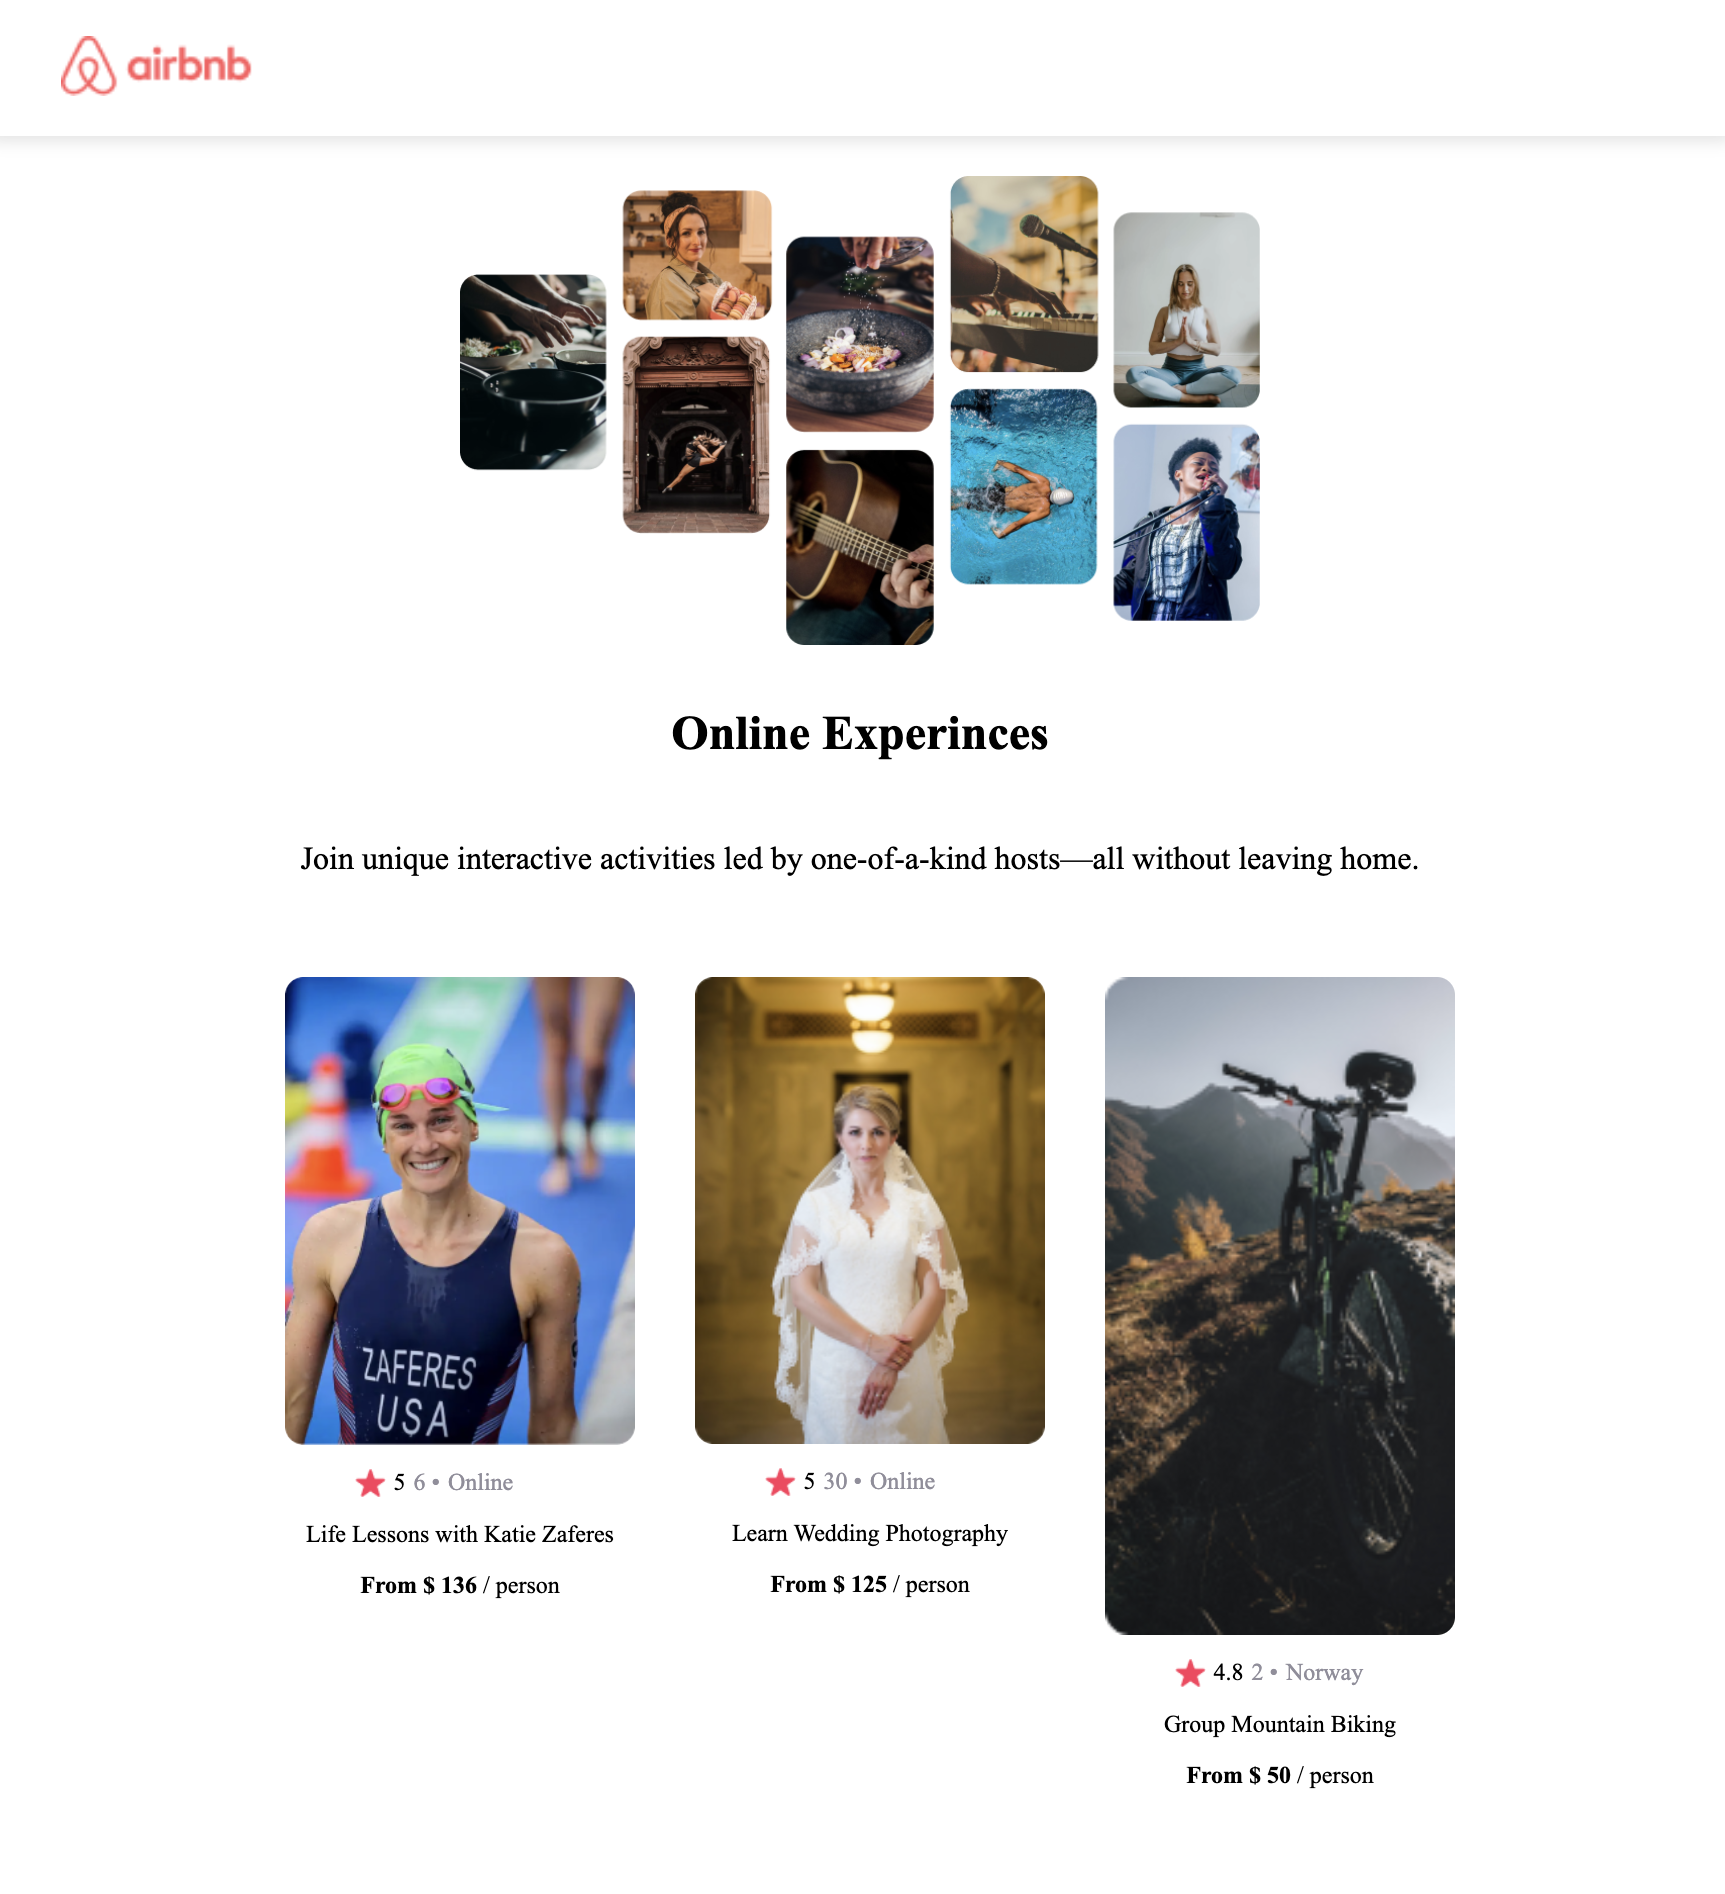 airbnb
Online Experinces
Join unique interactive activities led by one-of-a-kind hosts—all without leaving home.
ZAFERES
USA
5 6 • Online
Life Lessons with Katie Zaferes
From $ 136 / person
5 30 • Online
Learn Wedding Photography
From $ 125 / person
4.8 2 • Norway
Group Mountain Biking
From $ 50 / person